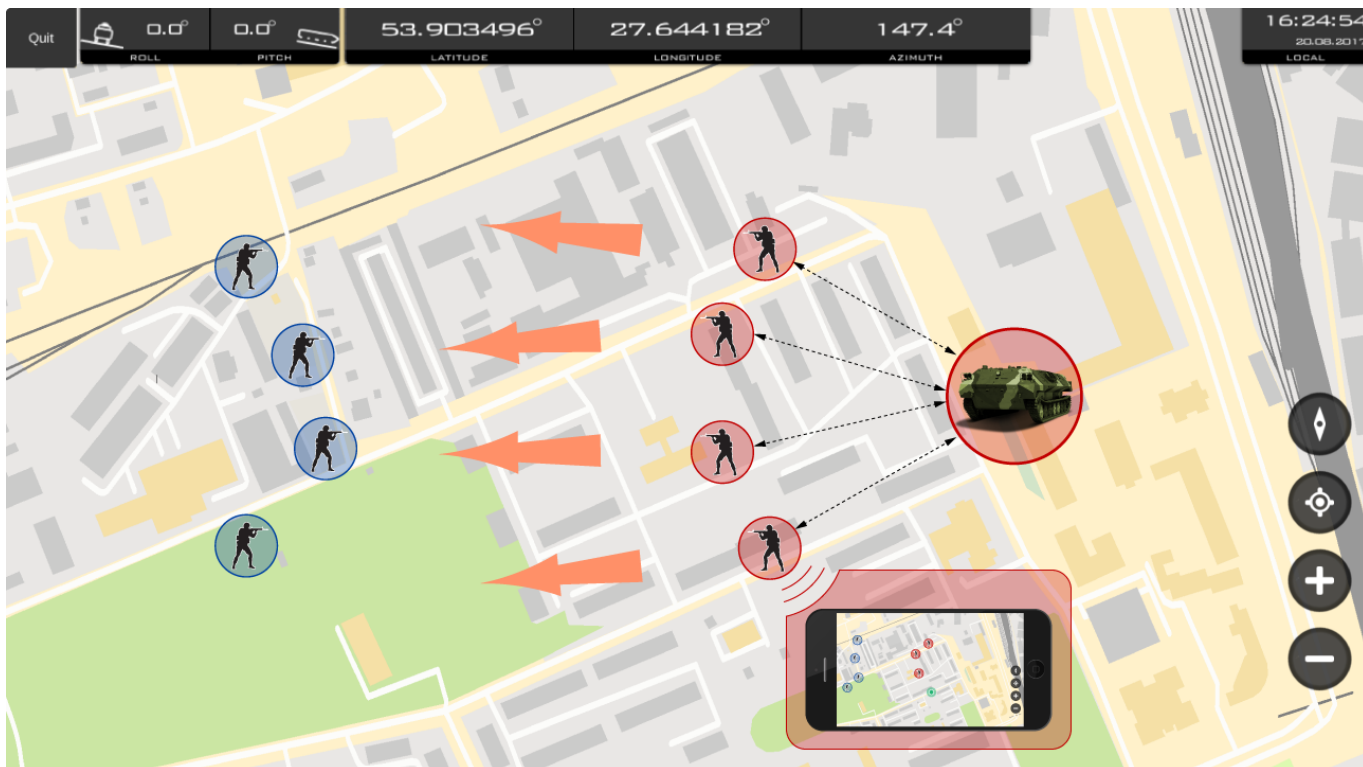 Quit
0.0°
0.0°
53.903496°
27.644182°
147.4°
16:24:54
ROLL
PITCH
LATITUDE
LONGITUDE
AZIMUTH
20.08.2017
LOCAL